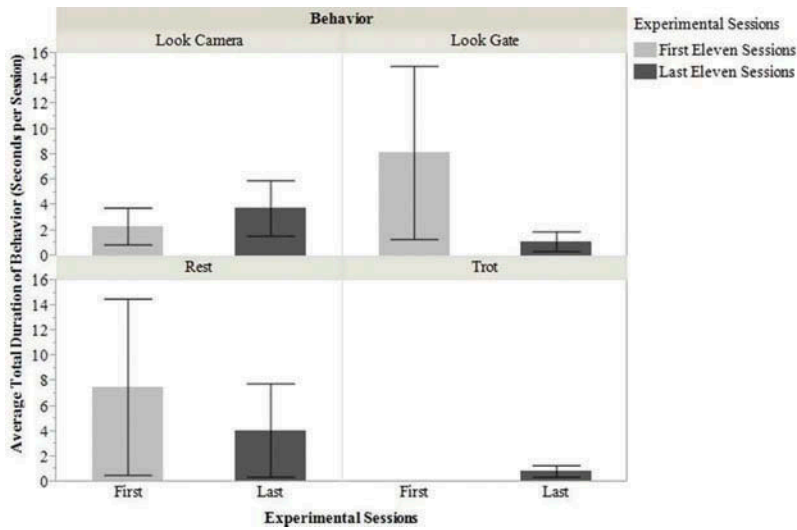 Behavior
Look Camera
Look Gate
Experimental Sessions
First Eleven Sessions
Last Eleven Sessions
Average Total Duration of Behavior (Seconds per Session)
16
14
12
10
8
6
4
2
0
Rest
Trot
16
14
12
10
8
6
4
2
0
First
Last
First
Last
Experimental Sessions